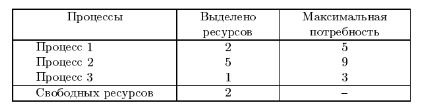 Процессы Выделено Максимальная
ресурсов потребность
Процесс 1 2 5
Процесс 2 5 9
Процесс 3 1 3
Свободных ресурсов 2 –